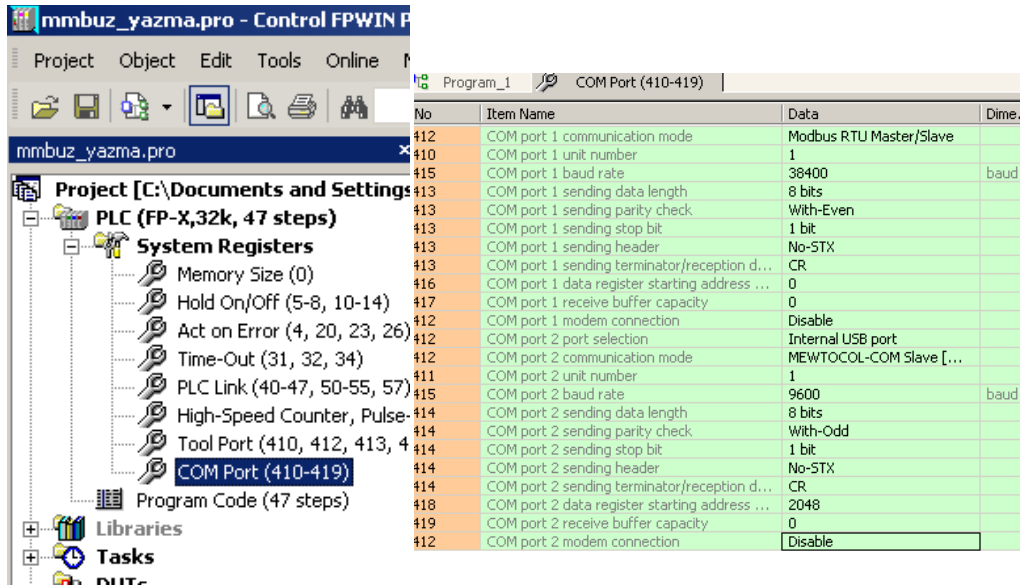 mmbuz_yazma.pro - Control FPWIN P
Project Object Edit Tools Online
mmbuz_yazma.pro ×
Project [C:\Documents and Settings
PLC (FP-X,32k, 47 steps)
System Registers
Memory Size (0)
Hold On/Off (5-8, 10-14)
Act on Error (4, 20, 23, 26)
Time-Out (31, 32, 34)
PLC Link (40-47, 50-55, 57)
High-Speed Counter, Pulse-
Tool Port (410, 412, 413, 4
COM Port (410-419)
Program Code (47 steps)
Libraries
Tasks
DUTs
Program_1 COM Port (410-419)
No Item Name Data Dime.
412 COM port 1 communication mode Modbus RTU Master/Slave
410 COM port 1 unit number 1
415 COM port 1 baud rate 38400 baud
413 COM port 1 sending data length 8 bits
413 COM port 1 sending parity check With-Even
413 COM port 1 sending stop bit 1 bit
413 COM port 1 sending header No-STX
413 COM port 1 sending terminator/reception d... CR
416 COM port 1 data register starting address ... 0
417 COM port 1 receive buffer capacity 0
412 COM port 1 modem connection Disable
412 COM port 2 port selection Internal USB port
412 COM port 2 communication mode MEWTOCOL-COM Slave [...
411 COM port 2 unit number 1
415 COM port 2 baud rate 9600 baud
414 COM port 2 sending data length 8 bits
414 COM port 2 sending parity check With-Odd
414 COM port 2 sending stop bit 1 bit
414 COM port 2 sending header No-STX
414 COM port 2 sending terminator/reception d... CR
418 COM port 2 data register starting address ... 2048
419 COM port 2 receive buffer capacity 0
412 COM port 2 modem connection Disable